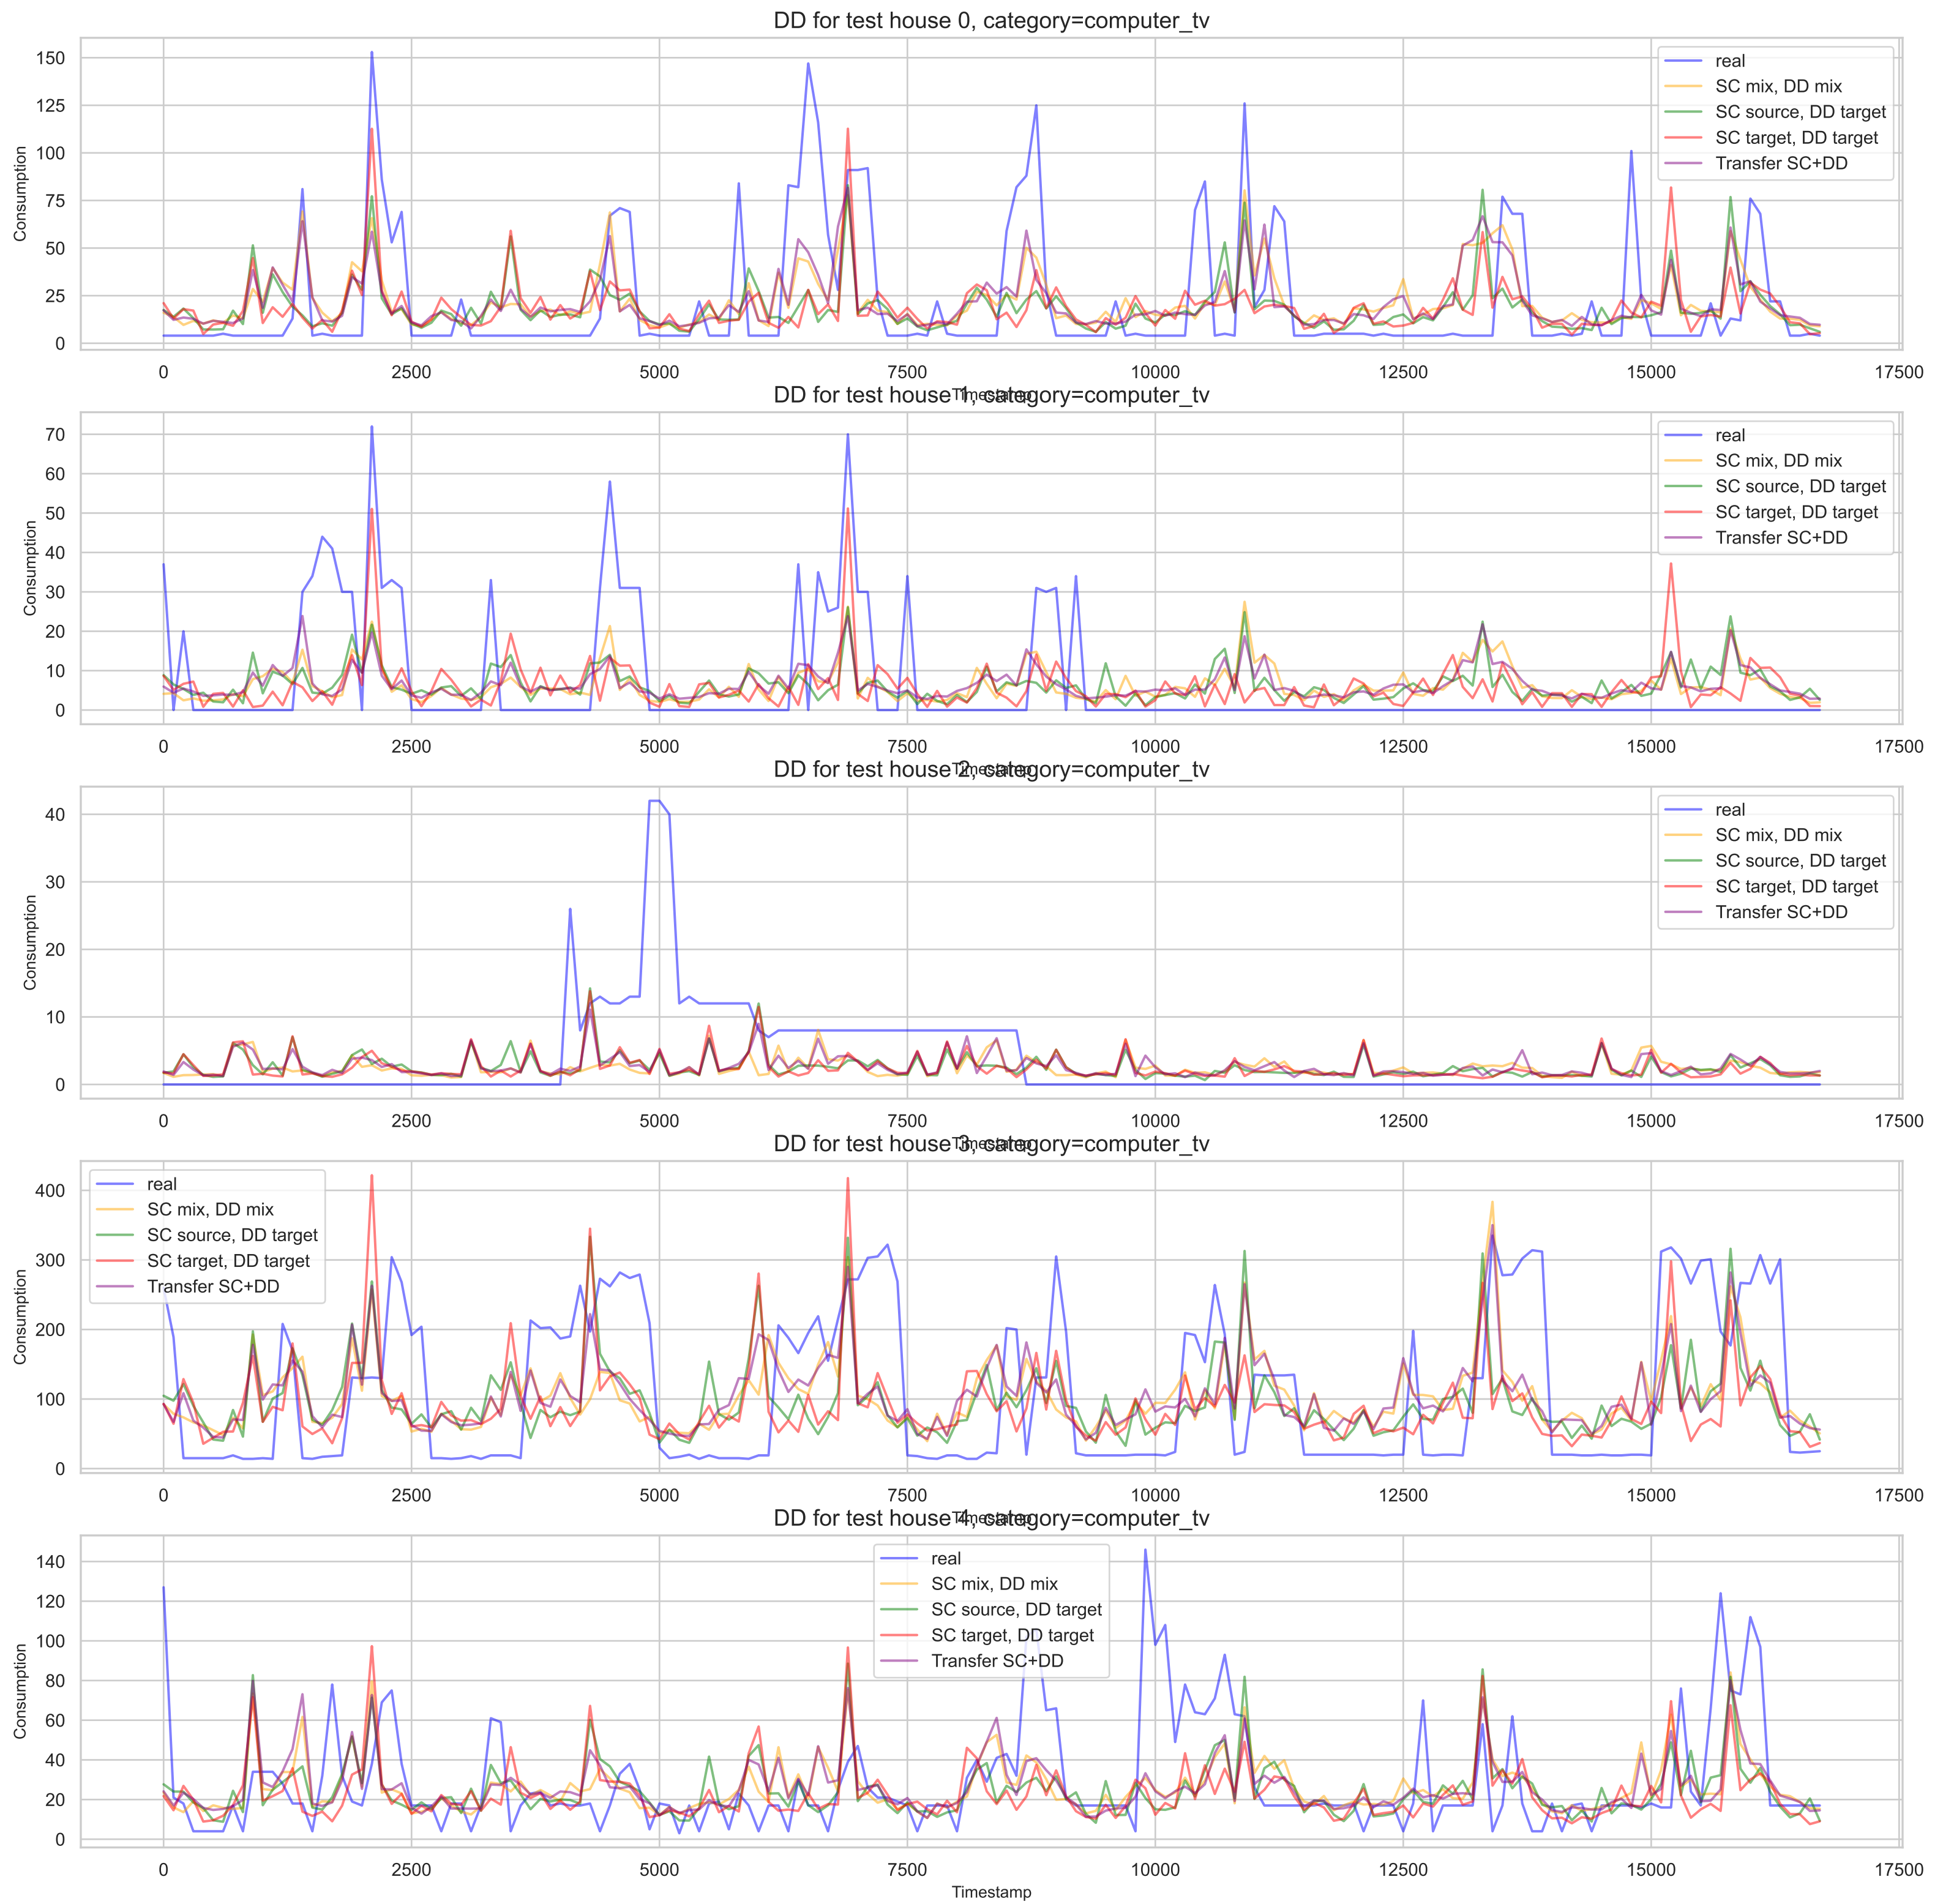 DD for test house 0, category=computer_tv
150
125
100
75
50
25
0
Consumption
real
SC mix, DD mix
SC source, DD target
SC target, DD target
Transfer SC+DD
0 2500 5000 7500 10000 12500 15000 17500
Timestamp
DD for test house 1, category=computer_tv
70
60
50
40
30
20
10
0
Consumption
real
SC mix, DD mix
SC source, DD target
SC target, DD target
Transfer SC+DD
0 2500 5000 7500 10000 12500 15000 17500
Timestamp
DD for test house 2, category=computer_tv
40
30
20
10
0
Consumption
real
SC mix, DD mix
SC source, DD target
SC target, DD target
Transfer SC+DD
0 2500 5000 7500 10000 12500 15000 17500
Timestamp
DD for test house 3, category=computer_tv
400
300
200
100
0
Consumption
real
SC mix, DD mix
SC source, DD target
SC target, DD target
Transfer SC+DD
0 2500 5000 7500 10000 12500 15000 17500
Timestamp
DD for test house 4, category=computer_tv
140
120
100
80
60
40
20
0
Consumption
real
SC mix, DD mix
SC source, DD target
SC target, DD target
Transfer SC+DD
0 2500 5000 7500 10000 12500 15000 17500
Timestamp